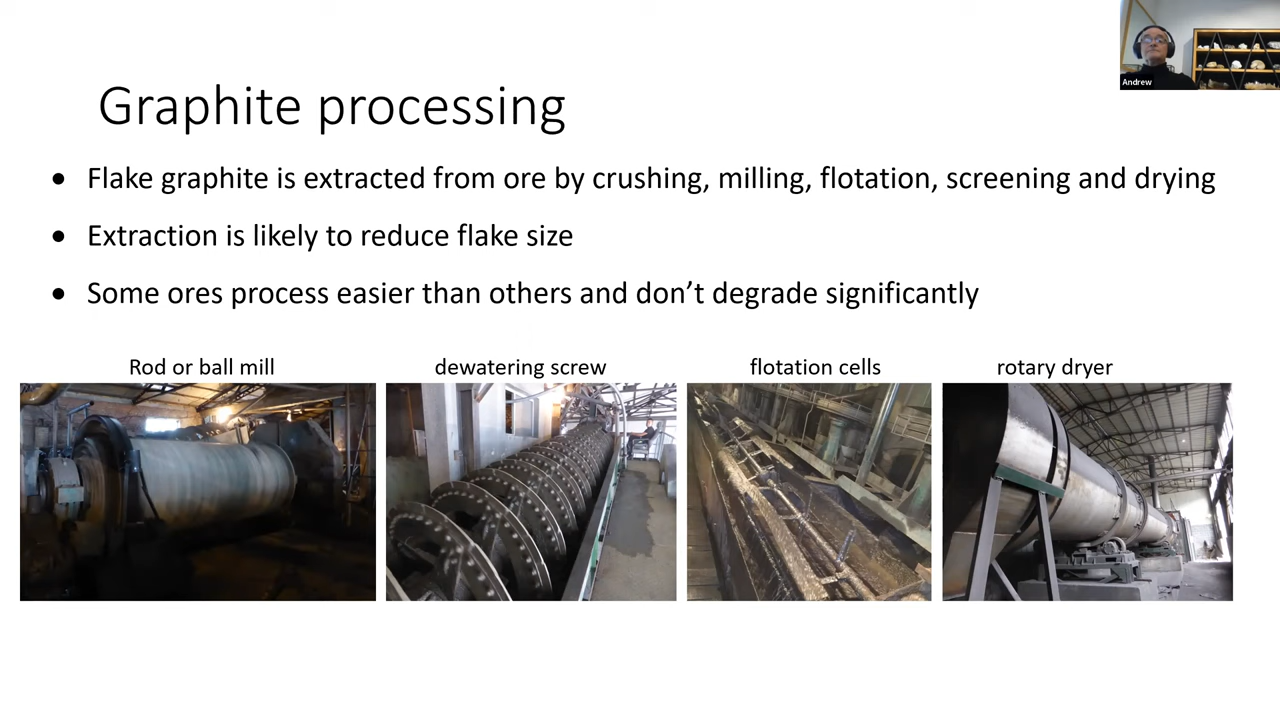 Andrew
Graphite processing
• Flake graphite is extracted from ore by crushing, milling, flotation, screening and drying
• Extraction is likely to reduce flake size
• Some ores process easier than others and don’t degrade significantly
Rod or ball mill
dewatering screw
flotation cells
rotary dryer